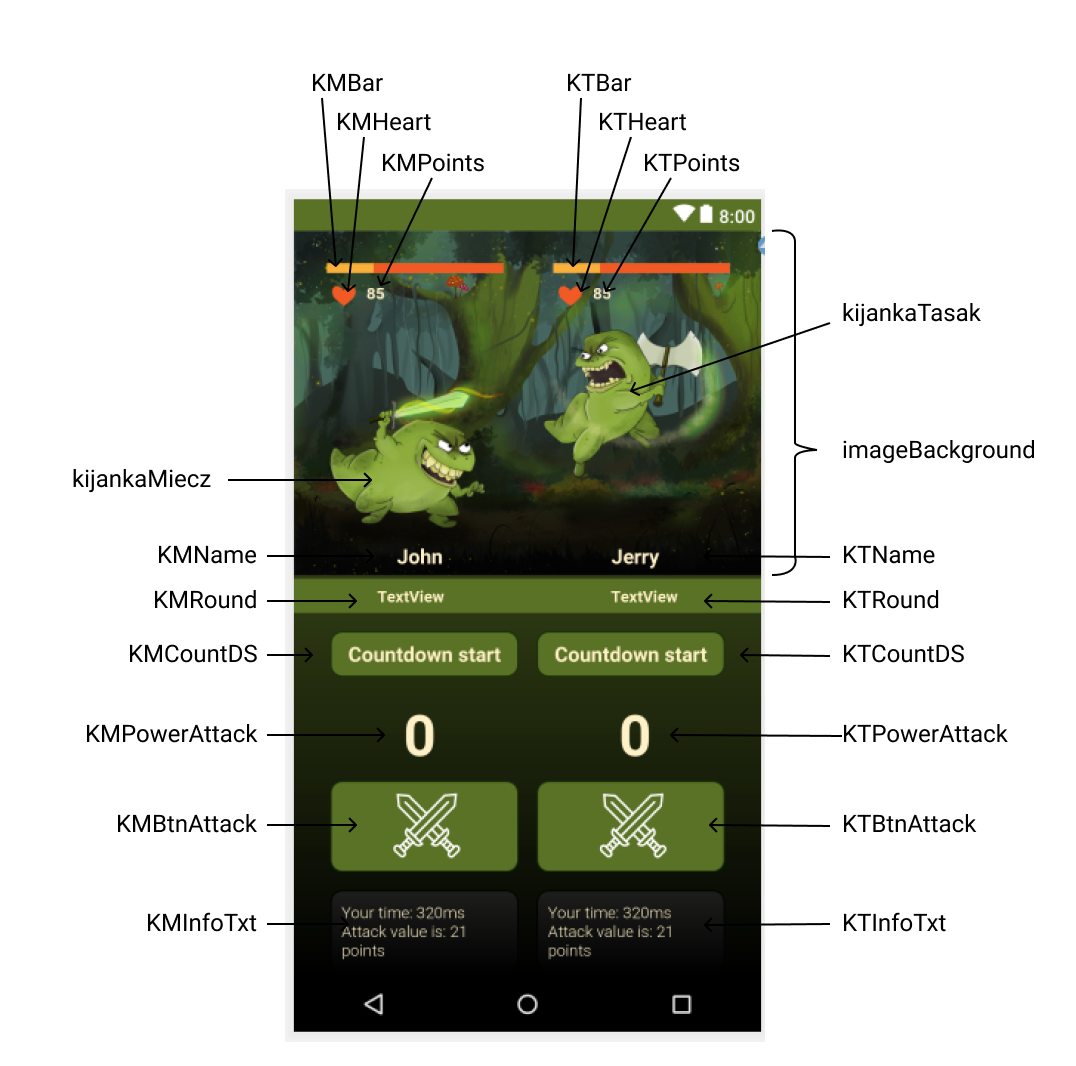 KMBar
KTBar
KMHeart
KTHeart
KMPoints
KTPoints
8:00
85
85
kijankaTasak
imageBackground
kijankaMiecz
KMName
John
Jerry
KTName
KMRound
TextView
TextView
KTRound
KMCountDS
Countdown start
Countdown start
KTCountDS
KMPowerAttack
0
0
KTPowerAttack
KMBtnAttack
KTBtnAttack
KMInfoTxt
Your time: 320ms
Attack value is: 21
points
Your time: 320ms
Attack value is: 21
points
KTInfoTxt